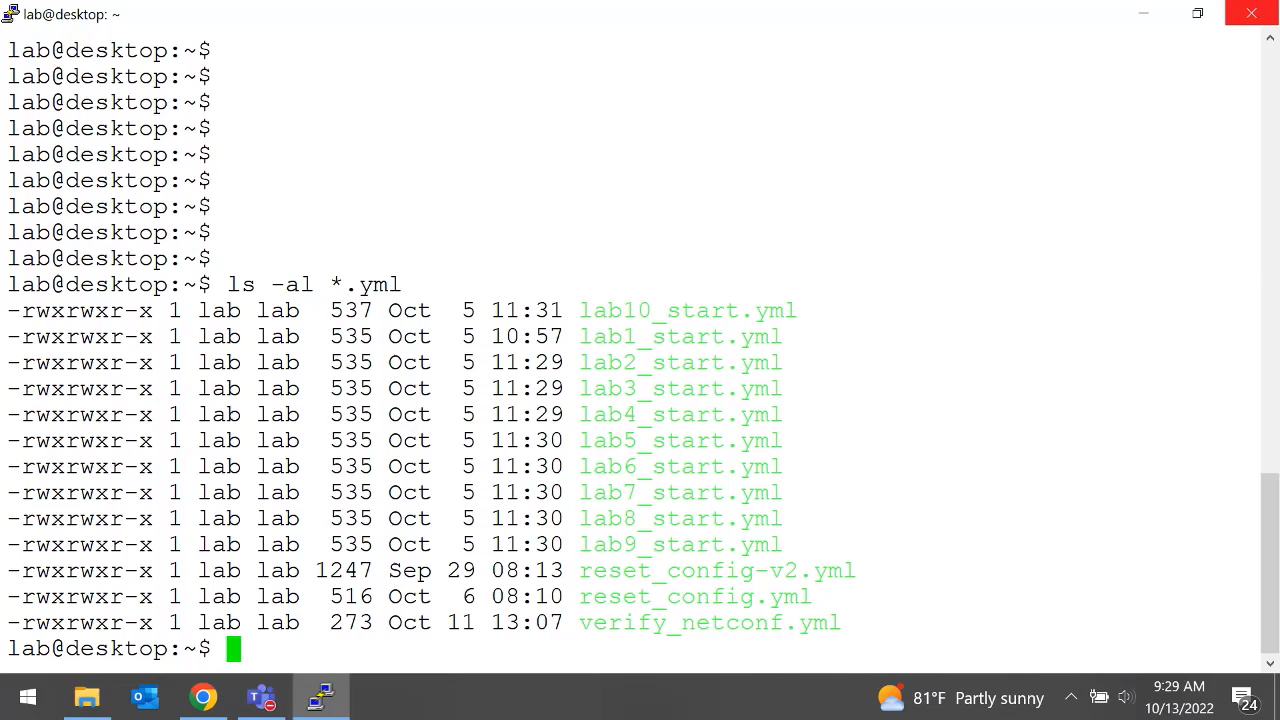 lab@desktop: ~
lab@desktop:~$
lab@desktop:~$
lab@desktop:~$
lab@desktop:~$
lab@desktop:~$
lab@desktop:~$
lab@desktop:~$
lab@desktop:~$
lab@desktop:~$
lab@desktop:~$ ls -al *.yml
-rwxrwxr-x 1 lab lab  537 Oct  5 11:31 lab10_start.yml
-rwxrwxr-x 1 lab lab  535 Oct  5 10:57 lab1_start.yml
-rwxrwxr-x 1 lab lab  535 Oct  5 11:29 lab2_start.yml
-rwxrwxr-x 1 lab lab  535 Oct  5 11:29 lab3_start.yml
-rwxrwxr-x 1 lab lab  535 Oct  5 11:29 lab4_start.yml
-rwxrwxr-x 1 lab lab  535 Oct  5 11:30 lab5_start.yml
-rwxrwxr-x 1 lab lab  535 Oct  5 11:30 lab6_start.yml
-rwxrwxr-x 1 lab lab  535 Oct  5 11:30 lab7_start.yml
-rwxrwxr-x 1 lab lab  535 Oct  5 11:30 lab8_start.yml
-rwxrwxr-x 1 lab lab  535 Oct  5 11:30 lab9_start.yml
-rwxrwxr-x 1 lab lab 1247 Sep 29 08:13 reset_config-v2.yml
-rwxrwxr-x 1 lab lab  516 Oct  6 08:10 reset_config.yml
-rwxrwxr-x 1 lab lab  273 Oct 11 13:07 verify_netconf.yml
lab@desktop:~$
81°F Partly sunny
9:29 AM
10/13/2022
24